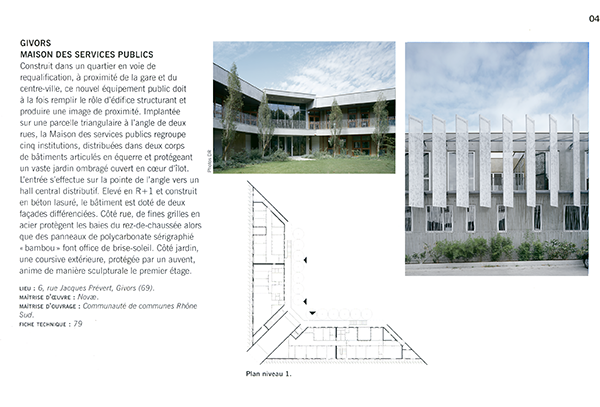 04
GIVORS
MAISON DES SERVICES PUBLICS
Construit dans un quartier en voie de
requalification, à proximité de la gare et du
centre-ville, ce nouvel équipement public doit
à la fois remplir le rôle d'édifice structurant et
produire une image de proximité. Implantée
sur une parcelle triangulaire à l'angle de deux
rues, la Maison des services publics regroupe
cinq institutions, distribuées dans deux corps
de bâtiments articulés en équerre et protégeant
un vaste jardin ombragé ouvert en cœur d'îlot.
L'entrée s'effectue sur la pointe de l'angle vers un
hall central distributif. Elevé en R+1 et construit
en béton lasuré, le bâtiment est doté de deux
façades différenciées. Côté rue, de fines grilles en
acier protègent les baies du rez-de-chaussée alors
que des panneaux de polycarbonate sérigraphié
« bambou » font office de brise-soleil. Côté jardin,
une coursive extérieure, protégée par un auvent,
anime de manière sculpturale le premier étage.
LIEU : 6, rue Jacques Prévert, Givors (69).
MAÎTRISE D'ŒUVRE : Novæ.
MAÎTRISE D'OUVRAGE : Communauté de communes Rhône
Sud.
FICHE TECHNIQUE : 79
Photos DR
Plan niveau 1.